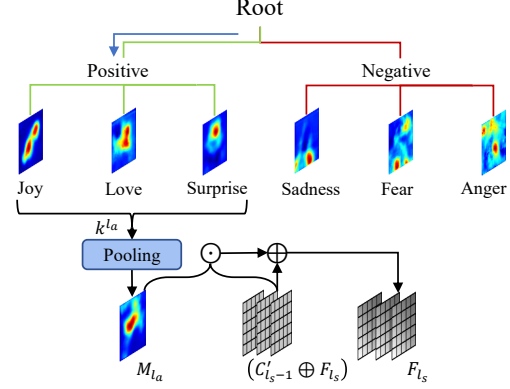 Root
Positive Negative
Joy Love Surprise Sadness Fear Anger
$k^{l_a}$
Pooling
$M_{l_a}$ $(C'_{l_s-1} \oplus F_{l_s})$ $F_{l_s}$